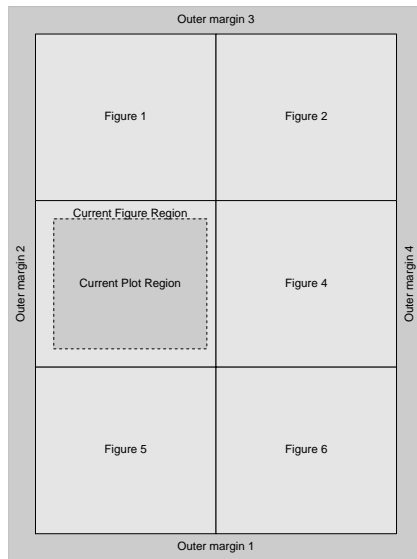 Outer margin 3
Figure 1
Figure 2
Current Figure Region
Outer margin 2
Current Plot Region
Figure 4
Outer margin 4
Figure 5
Figure 6
Outer margin 1